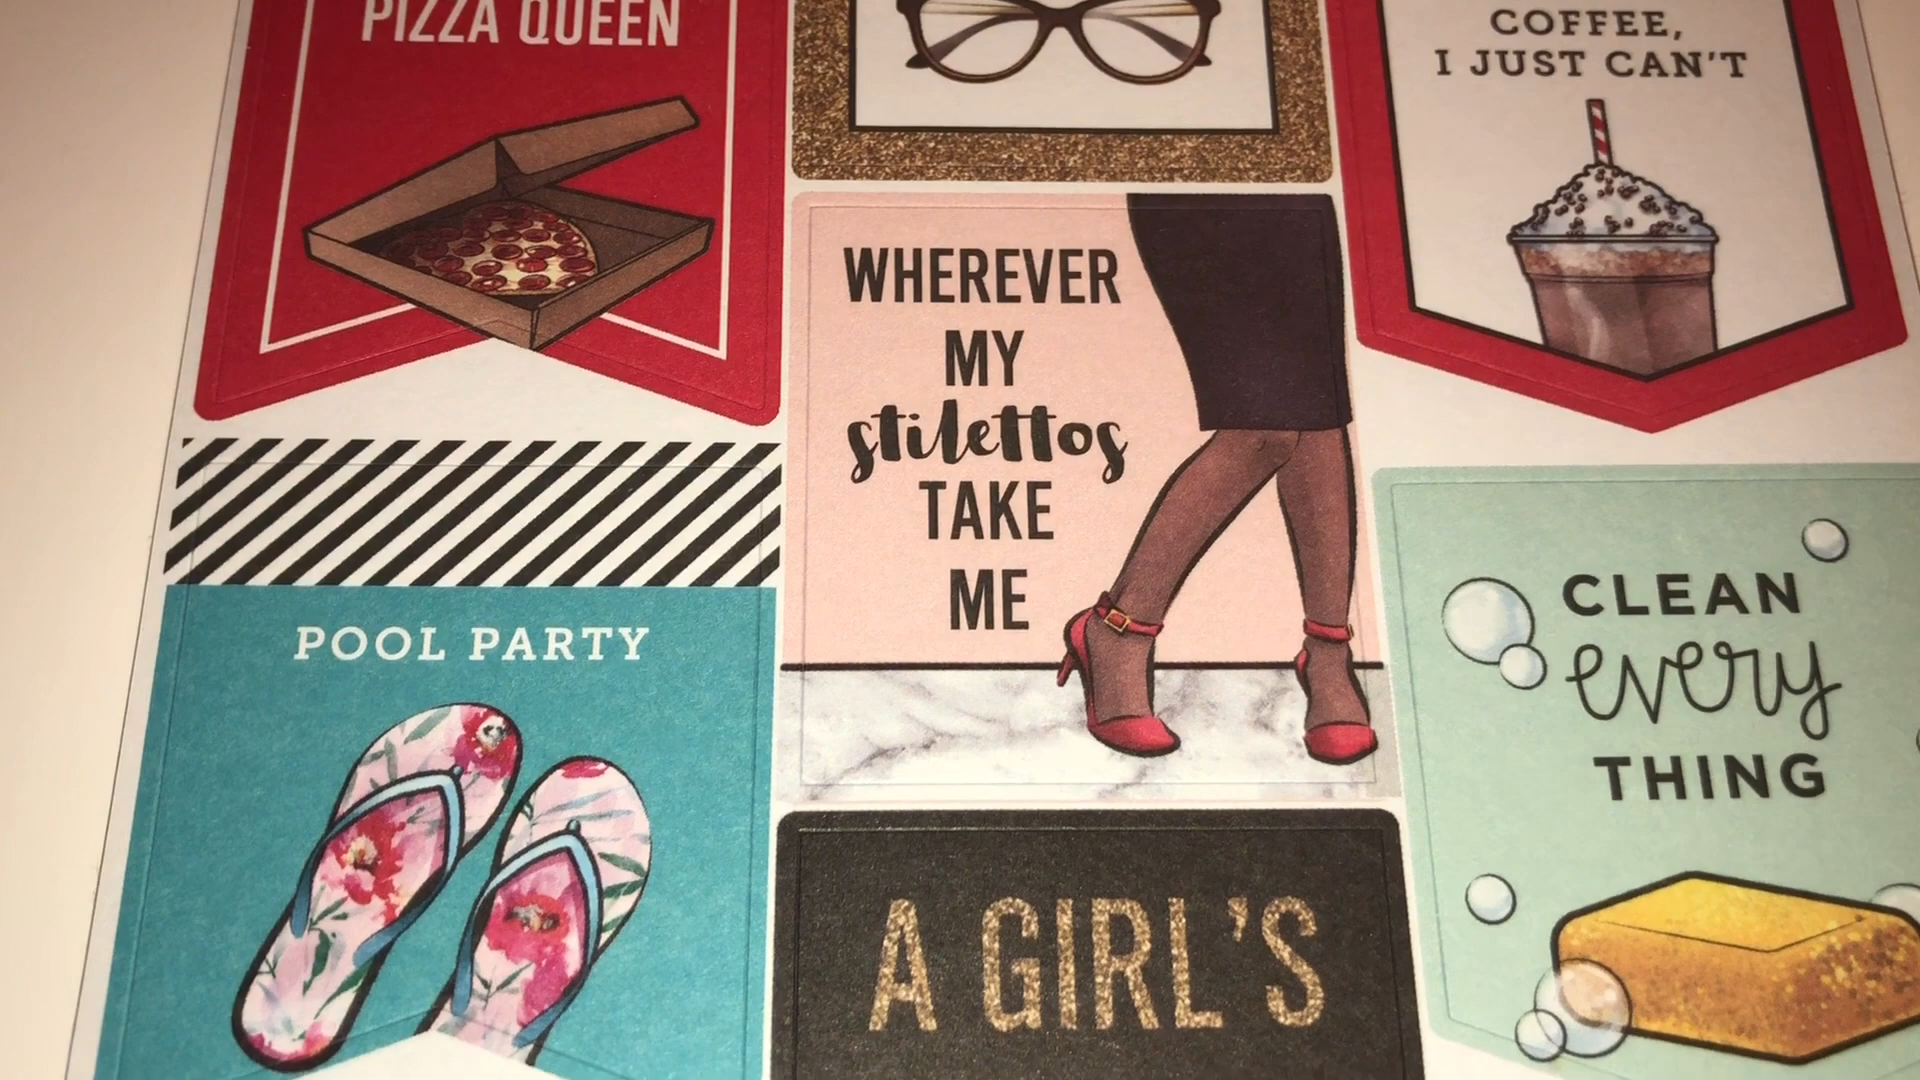 PIZZA QUEEN
COFFEE,
I JUST CAN'T
WHEREVER
MY
stilettos
TAKE
ME
POOL PARTY
CLEAN
every
THING
A GIRL'S